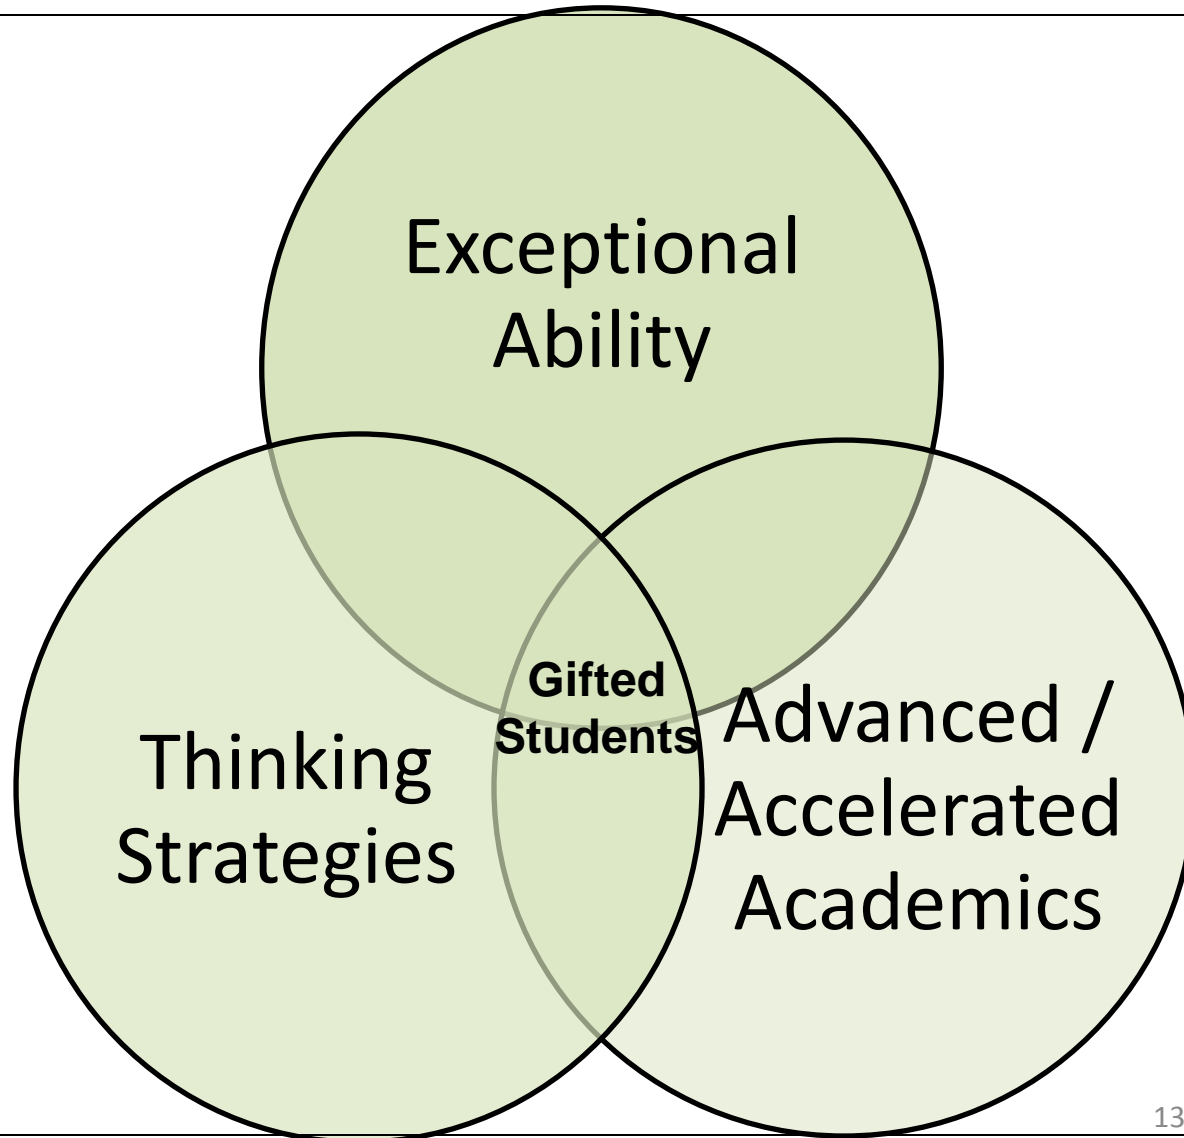 Exceptional
Ability
Gifted
Students
Thinking
Strategies
Advanced /
Accelerated
Academics
13